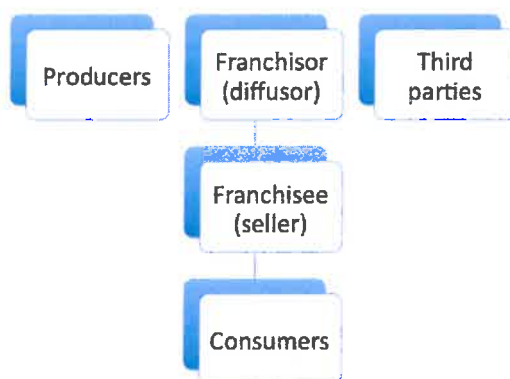 Producers
Franchisor
(diffusor)
Third
parties
Franchisee
(seller)
Consumers